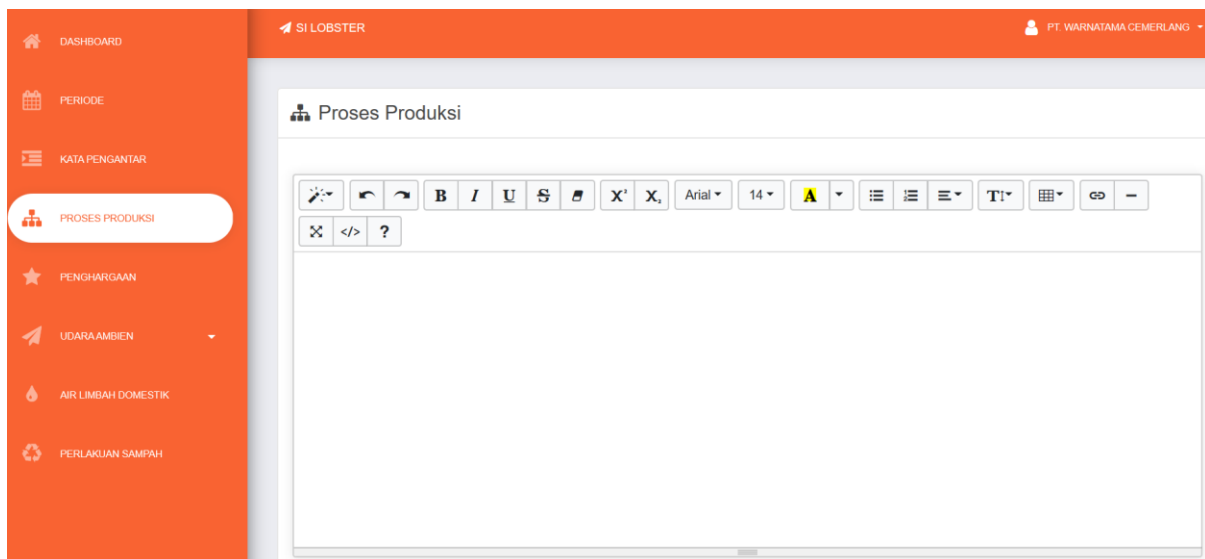 SI LOBSTER
PT. WARNATAMA CEMERLANG
DASHBOARD
PERIODE
KATA PENGANTAR
PROSES PRODUKSI
PENGHARGAAN
UDARA AMBIEN
AIR LIMBAH DOMESTIK
PERLAKUAN SAMPAH
Proses Produksi
B I U S X² X₂ Arial 14 A TI
</> ?